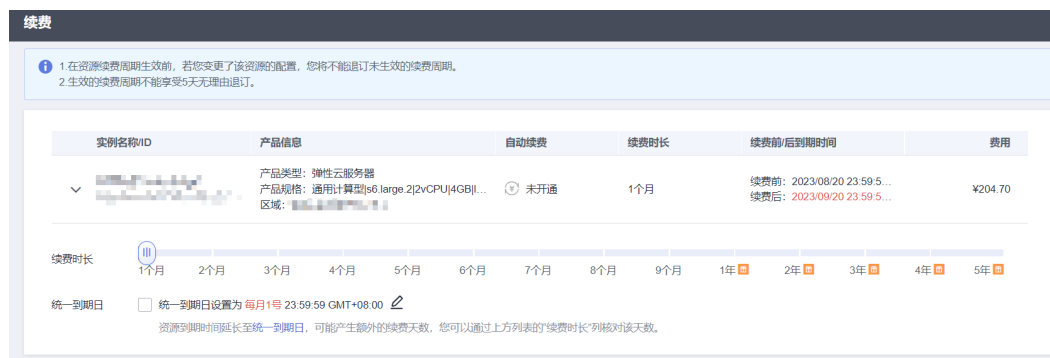 续费
1.在资源续费周期生效前，若您变更了该资源的配置，您将不能退订未生效的续费周期。
2.生效的续费周期不能享受5天无理由退订。
实例名称/ID 产品信息 自动续费 续费时长 续费前/后到期时间 费用
产品类型：弹性云服务器
产品规格：通用计算型|s6.large.2|2vCPU|4GB|l...
区域：
未开通 1个月
续费前：2023/08/20 23:59:5...
续费后：2023/09/20 23:59:5...
¥204.70
续费时长
1个月 2个月 3个月 4个月 5个月 6个月 7个月 8个月 9个月 1年 2年 3年 4年 5年
统一到期日 统一到期日设置为 每月1号 23:59:59 GMT+08:00
资源到期时间延长至统一到期日，可能产生额外的续费天数，您可以通过上方列表的“续费时长”列核对该天数。